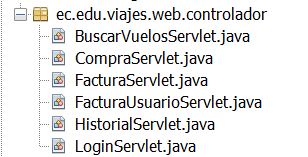 ec.edu.viajes.web.controlador
BuscarVuelosServlet.java
CompraServlet.java
FacturaServlet.java
FacturaUsuarioServlet.java
HistorialServlet.java
LoginServlet.java